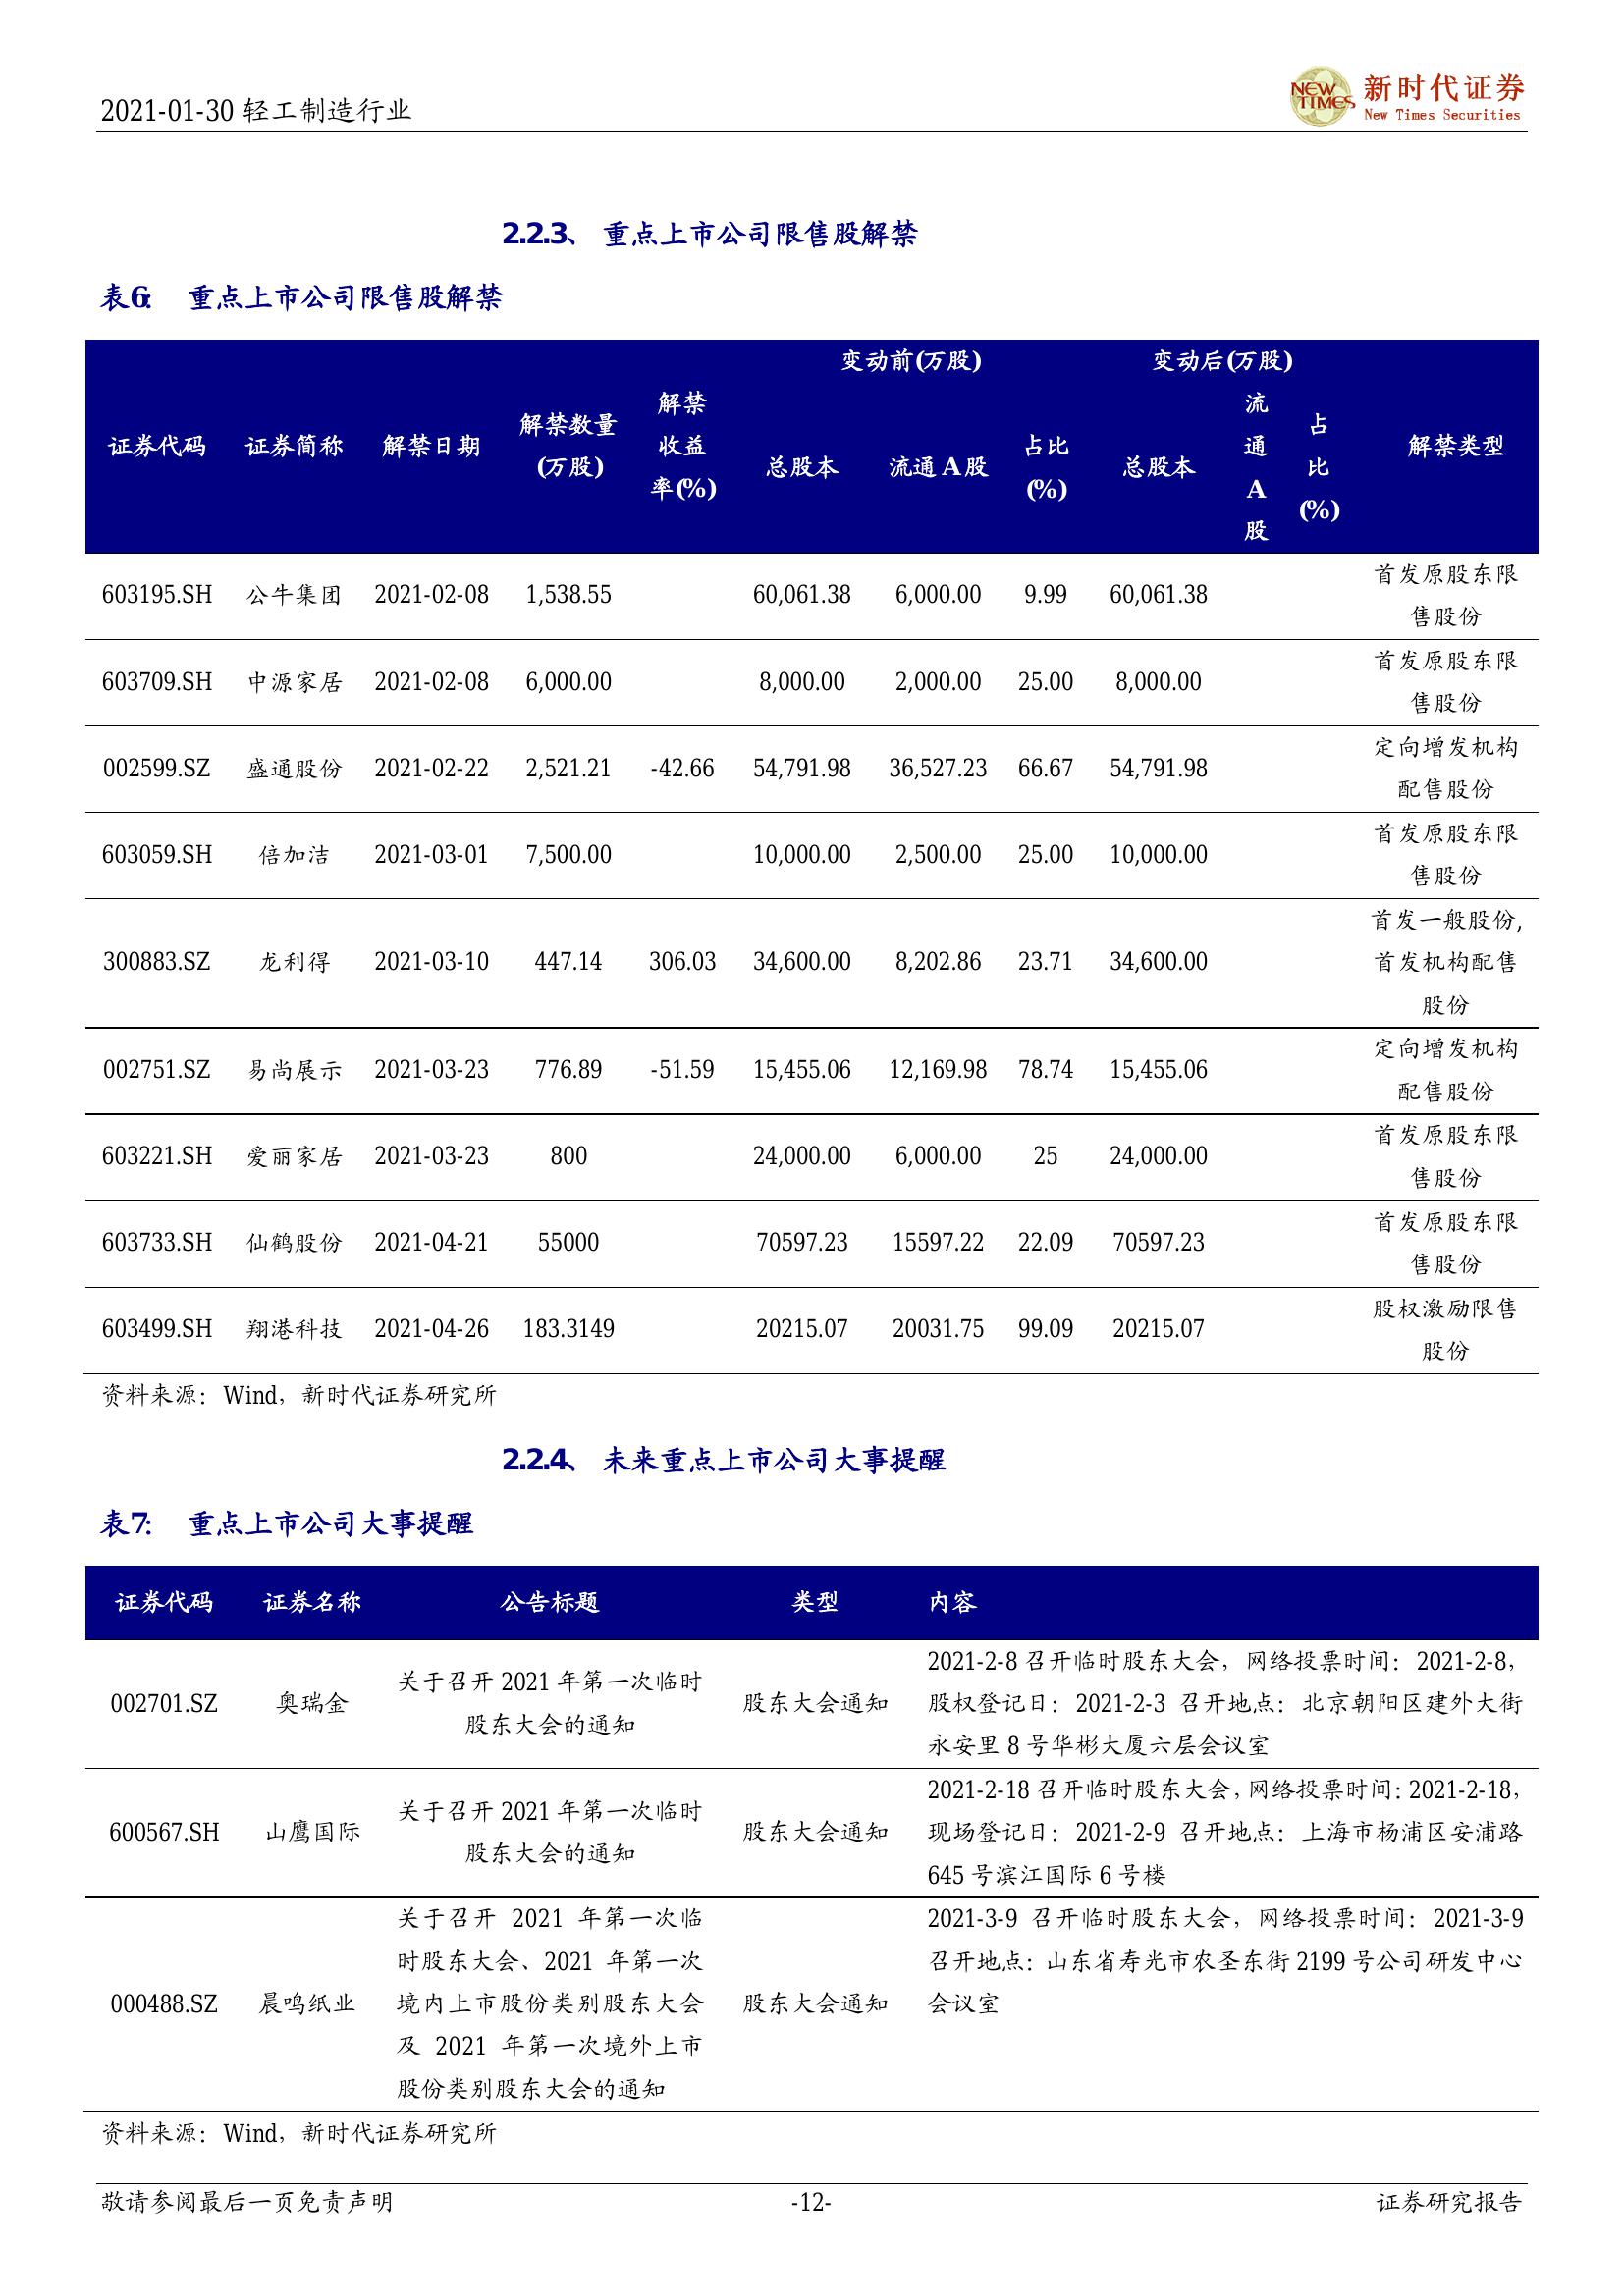 2021-01-30 轻工制造行业
NEW TIMES 新时代证券
New Times Securities
2.2.3、 重点上市公司限售股解禁
表6: 重点上市公司限售股解禁
变动前(万股) 变动后(万股)
证券代码 证券简称 解禁日期 解禁数量(万股) 解禁收益率(%) 总股本 流通A股 占比(%) 总股本 流通A股 占比(%) 解禁类型
603195.SH 公牛集团 2021-02-08 1,538.55 60,061.38 6,000.00 9.99 60,061.38 首发原股东限
售股份
603709.SH 中源家居 2021-02-08 6,000.00 8,000.00 2,000.00 25.00 8,000.00 首发原股东限
售股份
002599.SZ 盛通股份 2021-02-22 2,521.21 -42.66 54,791.98 36,527.23 66.67 54,791.98 定向增发机构
配售股份
603059.SH 倍加洁 2021-03-01 7,500.00 10,000.00 2,500.00 25.00 10,000.00 首发原股东限
售股份
首发一般股份,
300883.SZ 龙利得 2021-03-10 447.14 306.03 34,600.00 8,202.86 23.71 34,600.00 首发机构配售
股份
002751.SZ 易尚展示 2021-03-23 776.89 -51.59 15,455.06 12,169.98 78.74 15,455.06 定向增发机构
配售股份
603221.SH 爱丽家居 2021-03-23 800 24,000.00 6,000.00 25 24,000.00 首发原股东限
售股份
603733.SH 仙鹤股份 2021-04-21 55000 70597.23 15597.22 22.09 70597.23 首发原股东限
售股份
603499.SH 翔港科技 2021-04-26 183.3149 20215.07 20031.75 99.09 20215.07 股权激励限售
股份
资料来源：Wind，新时代证券研究所
2.2.4、 未来重点上市公司大事提醒
表7: 重点上市公司大事提醒
证券代码 证券名称 公告标题 类型 内容
002701.SZ 奥瑞金 关于召开 2021 年第一次临时
股东大会的通知 股东大会通知 2021-2-8 召开临时股东大会，网络投票时间：2021-2-8，
股权登记日：2021-2-3 召开地点：北京朝阳区建外大街
永安里 8 号华彬大厦六层会议室
600567.SH 山鹰国际 关于召开 2021 年第一次临时
股东大会的通知 股东大会通知 2021-2-18 召开临时股东大会，网络投票时间：2021-2-18，
现场登记日：2021-2-9 召开地点：上海市杨浦区安浦路
645 号滨江国际 6 号楼
000488.SZ 晨鸣纸业 关于召开 2021 年第一次临
时股东大会、2021 年第一次
境内上市股份类别股东大会
及 2021 年第一次境外上市
股份类别股东大会的通知 股东大会通知 2021-3-9 召开临时股东大会，网络投票时间：2021-3-9
召开地点：山东省寿光市农圣东街 2199 号公司研发中心
会议室
资料来源：Wind，新时代证券研究所
敬请参阅最后一页免责声明 -12- 证券研究报告